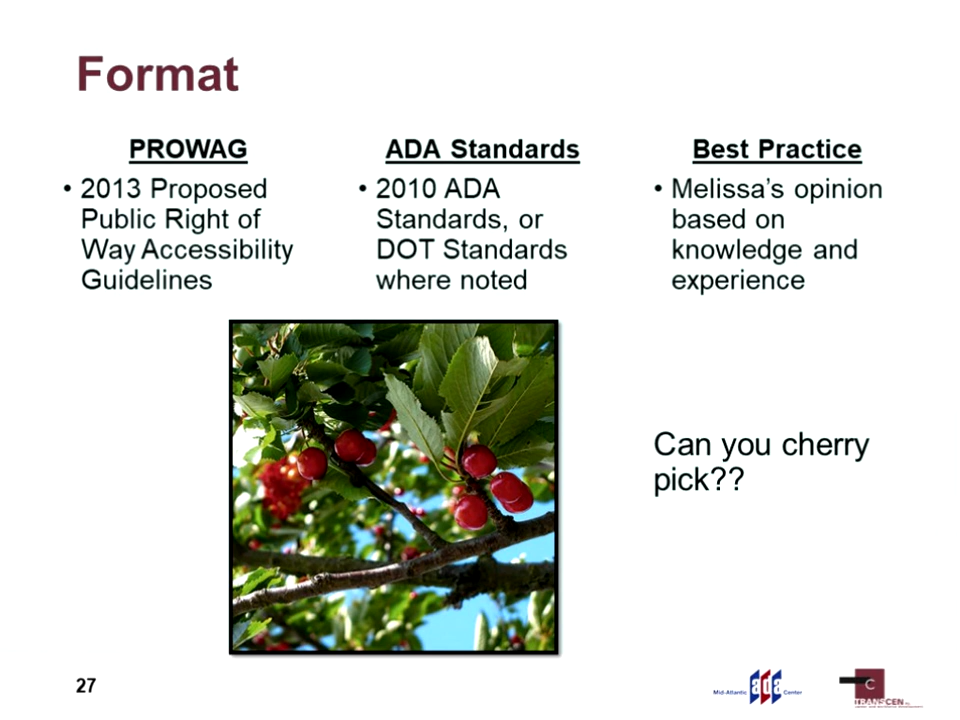 Format
PROWAG
• 2013 Proposed
Public Right of
Way Accessibility
Guidelines
ADA Standards
• 2010 ADA
Standards, or
DOT Standards
where noted
Best Practice
• Melissa's opinion
based on
knowledge and
experience
Can you cherry
pick??
27
Mid-Atlantic ada Center
C
TRANSCEN